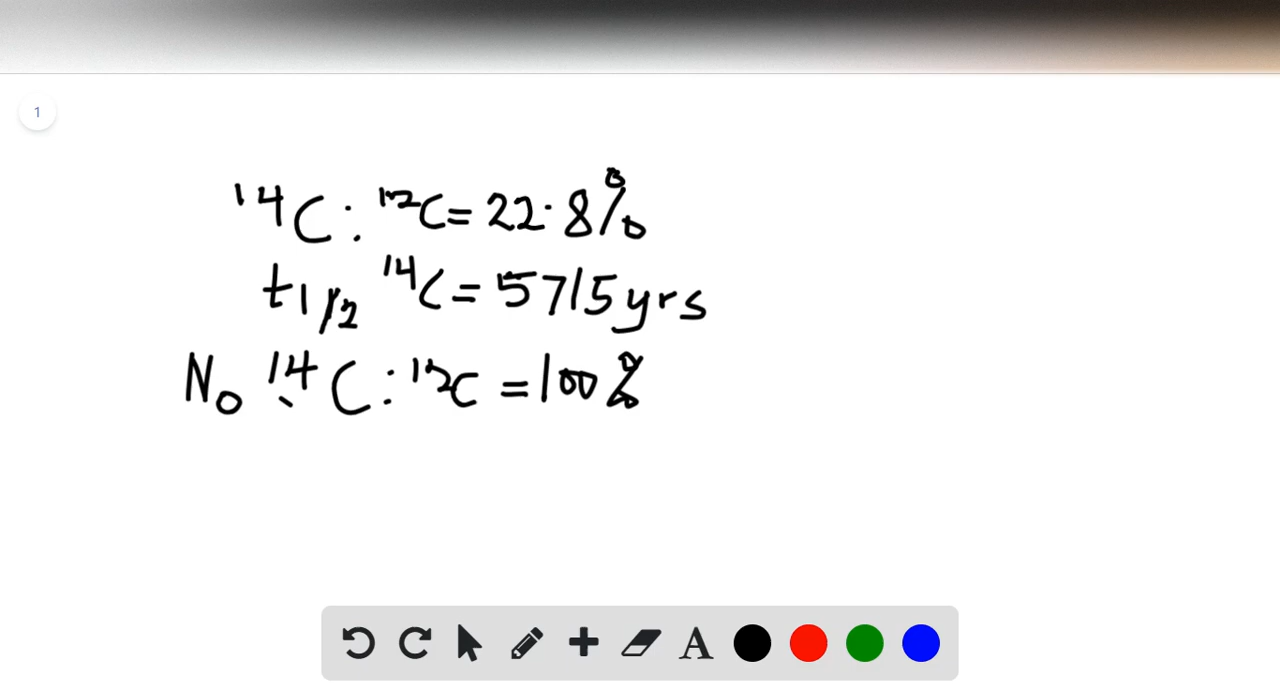 1
¹⁴C : ¹²C = 22.8%
t₁/₂ ¹⁴C = 5715 yrs
N₀ ¹⁴C : ¹²C = 100%
A